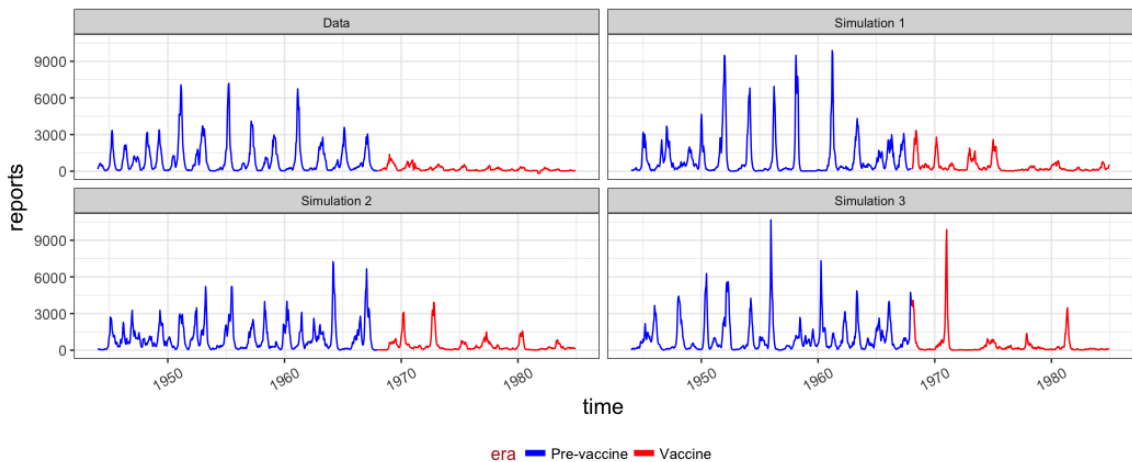 Data
Simulation 1
9000
6000
3000
0
Simulation 2
Simulation 3
9000
6000
3000
0
reports
1950
1960
1970
1980
1950
1960
1970
1980
time
era Pre-vaccine Vaccine